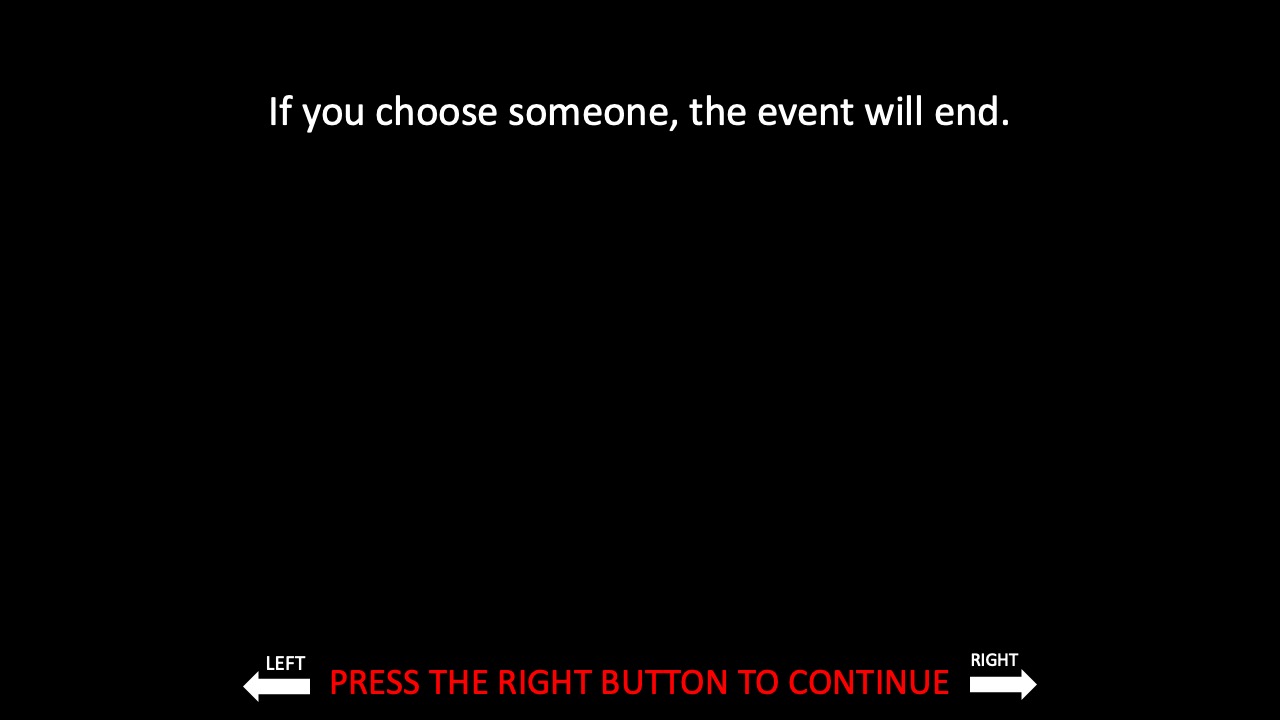 If you choose someone, the event will end.
LEFT
PRESS THE RIGHT BUTTON TO CONTINUE
RIGHT